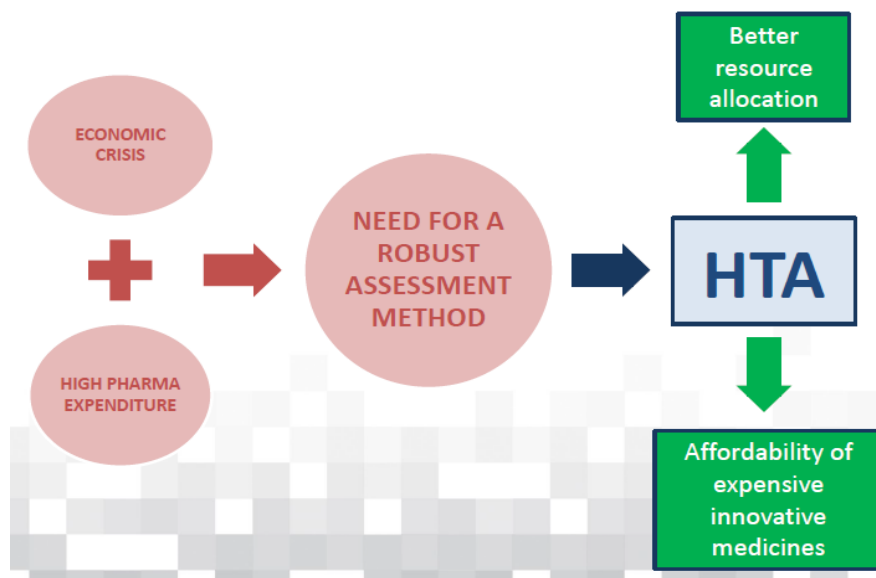 ECONOMIC
CRISIS
HIGH PHARMA
EXPENDITURE
NEED FOR A
ROBUST
ASSESSMENT
METHOD
HTA
Better
resource
allocation
Affordability of
expensive
innovative
medicines